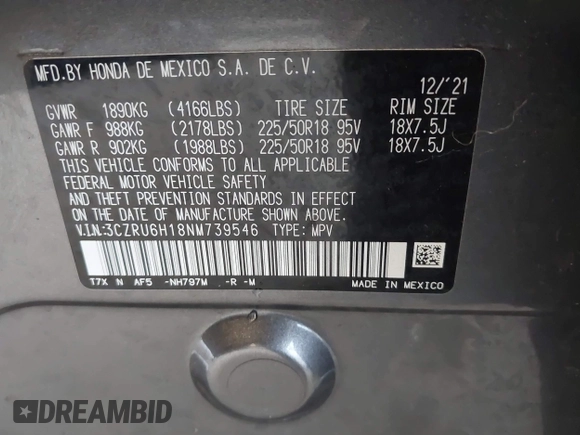 MFD.BY HONDA DE MEXICO S.A. DE C.V.
12/'21
GVWR 1890KG (4166LBS) TIRE SIZE RIM SIZE
GAWR F 988KG (2178LBS) 225/50R18 95V 18X7.5J
GAWR R 902KG (1988LBS) 225/50R18 95V 18X7.5J
THIS VEHICLE CONFORMS TO ALL APPLICABLE
FEDERAL MOTOR VEHICLE SAFETY
AND THEFT PREVENTION STANDARDS IN EFFECT
ON THE DATE OF MANUFACTURE SHOWN ABOVE.
V.I.N:3CZRU6H18NM739546 TYPE: MPV
T7X N AF5 -NH797M -R -M
MADE IN MEXICO
DREAMBID